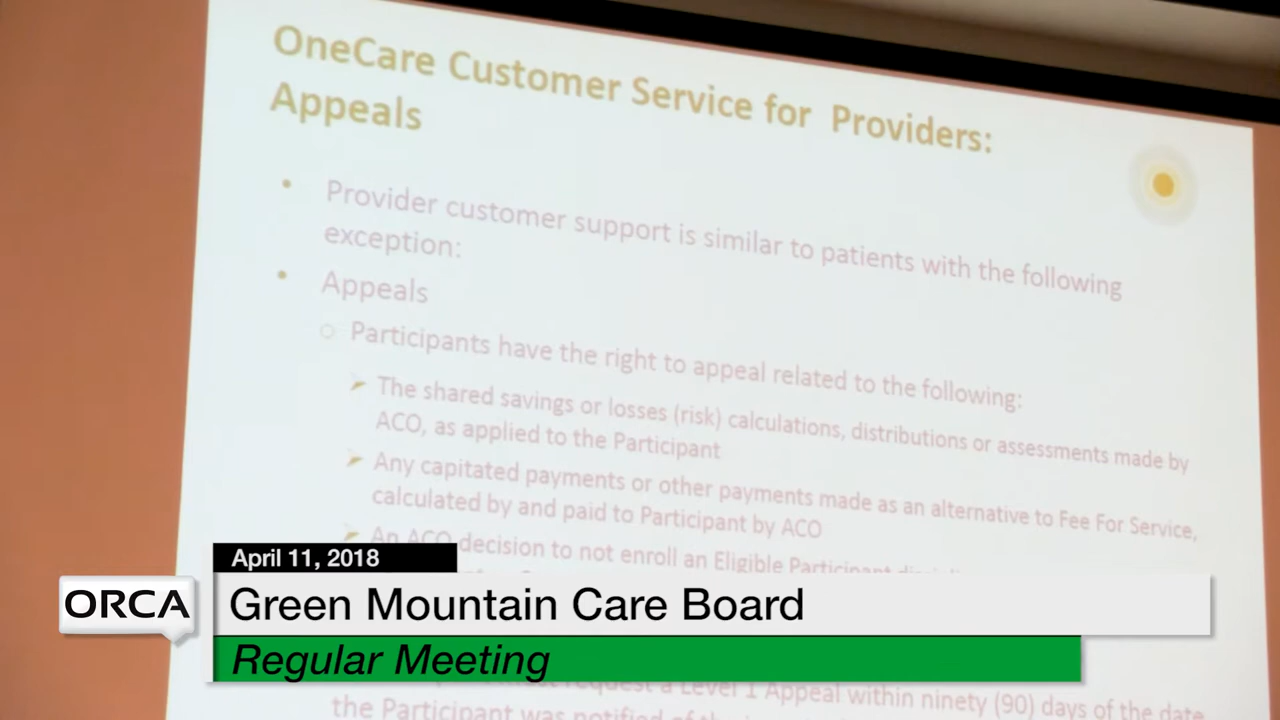 OneCare Customer Service for Providers:
Appeals
• Provider customer support is similar to patients with the following
exception:
• Appeals
Participants have the right to appeal related to the following:
The shared savings or losses (risk) calculations, distributions or assessments made by
ACO, as applied to the Participant
Any capitated payments or other payments made as an alternative to Fee For Service,
calculated by and paid to Participant by ACO
An ACO decision to not enroll an Eligible Participant
April 11, 2018
ORCA
Green Mountain Care Board
Regular Meeting
request a Level 1 Appeal within ninety (90) days of the date
the Participant was notified of